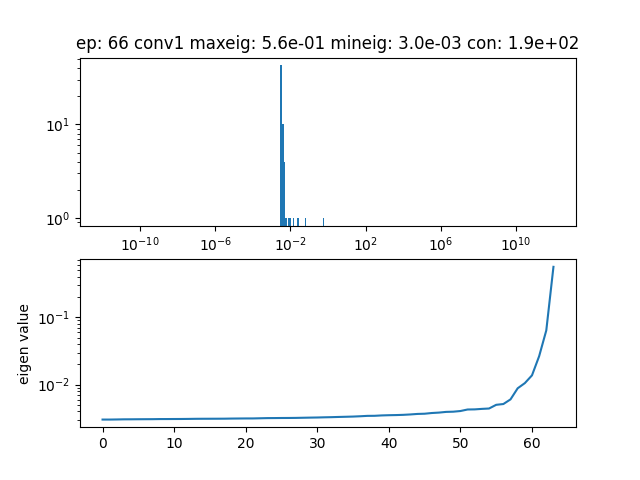 ep: 66 conv1 maxeig: 5.6e-01 mineig: 3.0e-03 con: 1.9e+02
10¹
10⁰
10⁻¹⁰ 10⁻⁶ 10⁻² 10² 10⁶ 10¹⁰
eigen value
10⁻¹
10⁻²
0 10 20 30 40 50 60